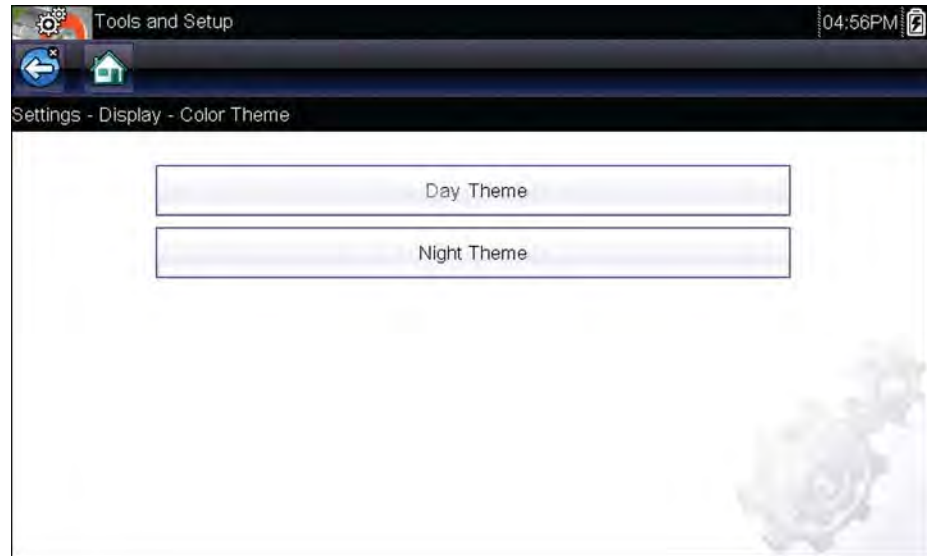 Tools and Setup
04:56PM
Settings - Display - Color Theme
Day Theme
Night Theme